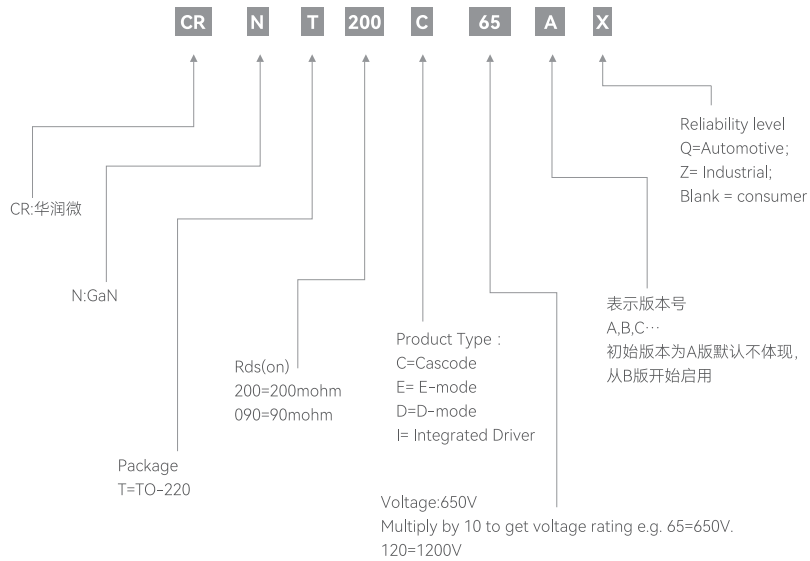 CR N T 200 C 65 A X
Reliability level
Q=Automotive;
Z= Industrial;
Blank = consumer
CR:华润微
N:GaN
表示版本号
A,B,C…
初始版本为A版默认不体现,
从B版开始启用
Product Type :
C=Cascode
E= E-mode
D=D-mode
I= Integrated Driver
Rds(on)
200=200mohm
090=90mohm
Package
T=TO-220
Voltage:650V
Multiply by 10 to get voltage rating e.g. 65=650V.
120=1200V